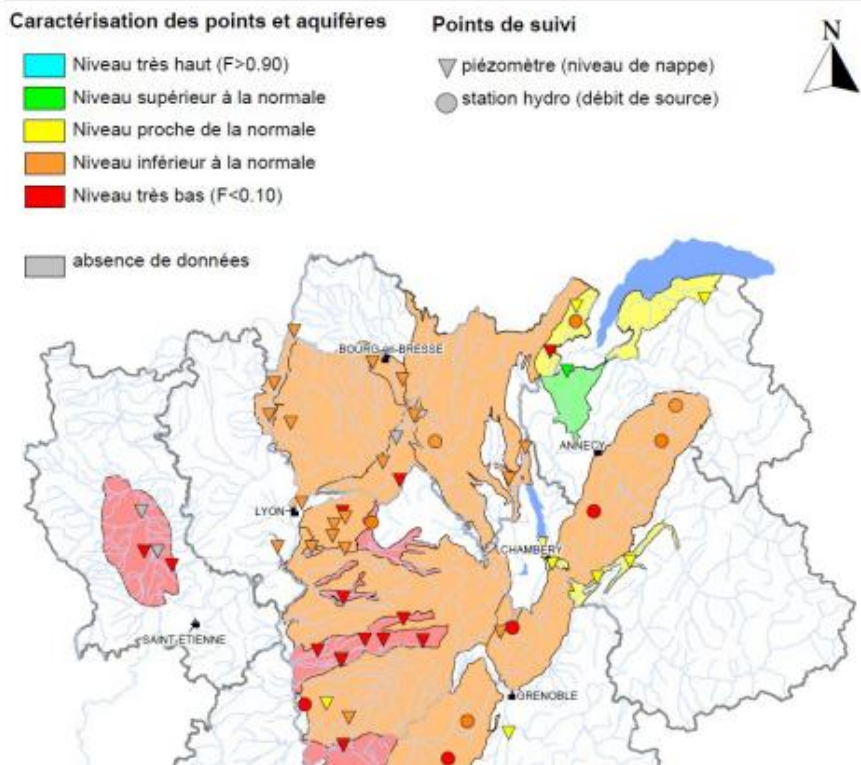 Caractérisation des points et aquifères
Niveau très haut (F>0.90)
Niveau supérieur à la normale
Niveau proche de la normale
Niveau inférieur à la normale
Niveau très bas (F<0.10)
absence de données
Points de suivi
piézomètre (niveau de nappe)
station hydro (débit de source)
N
BOURG-en-BRESSE
ANNECY
LYON
CHAMBERY
SAINT-ETIENNE
GRENOBLE